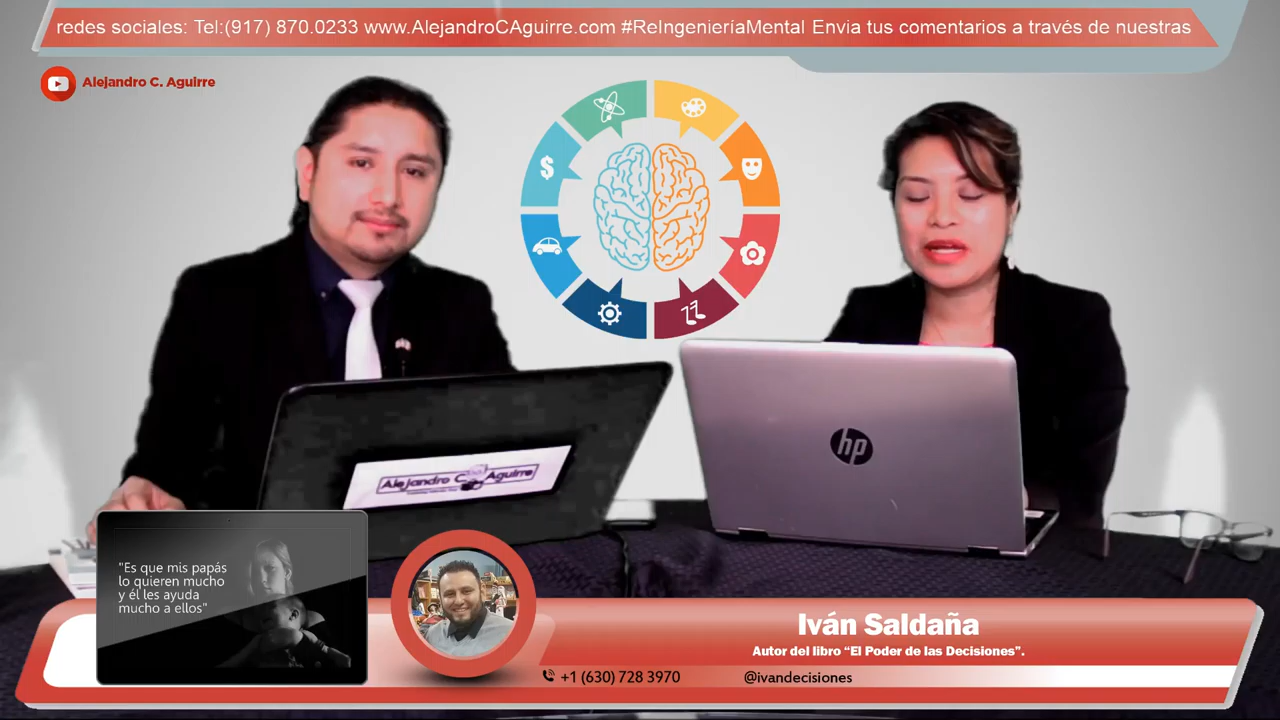 redes sociales: Tel:(917) 870.0233 www.AlejandroCAguirre.com #ReIngenieríaMental Envia tus comentarios a través de nuestras
Alejandro C. Aguirre
$
hp
Alejandro C. Aguirre
"Es que mis papás
lo quieren mucho
y él les ayuda
mucho a ellos"
Iván Saldaña
Autor del libro “El Poder de las Decisiones”.
+1 (630) 728 3970 @ivandecisiones